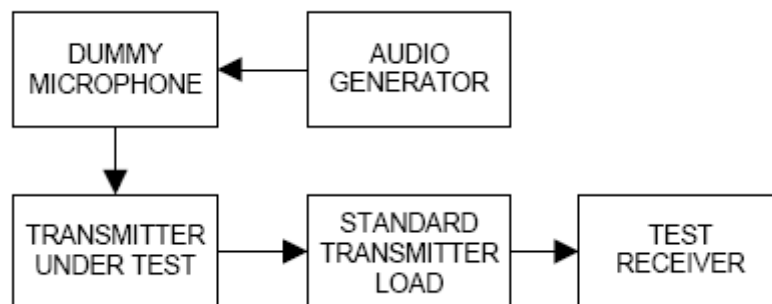 DUMMY
MICROPHONE
AUDIO
GENERATOR
TRANSMITTER
UNDER TEST
STANDARD
TRANSMITTER
LOAD
TEST
RECEIVER